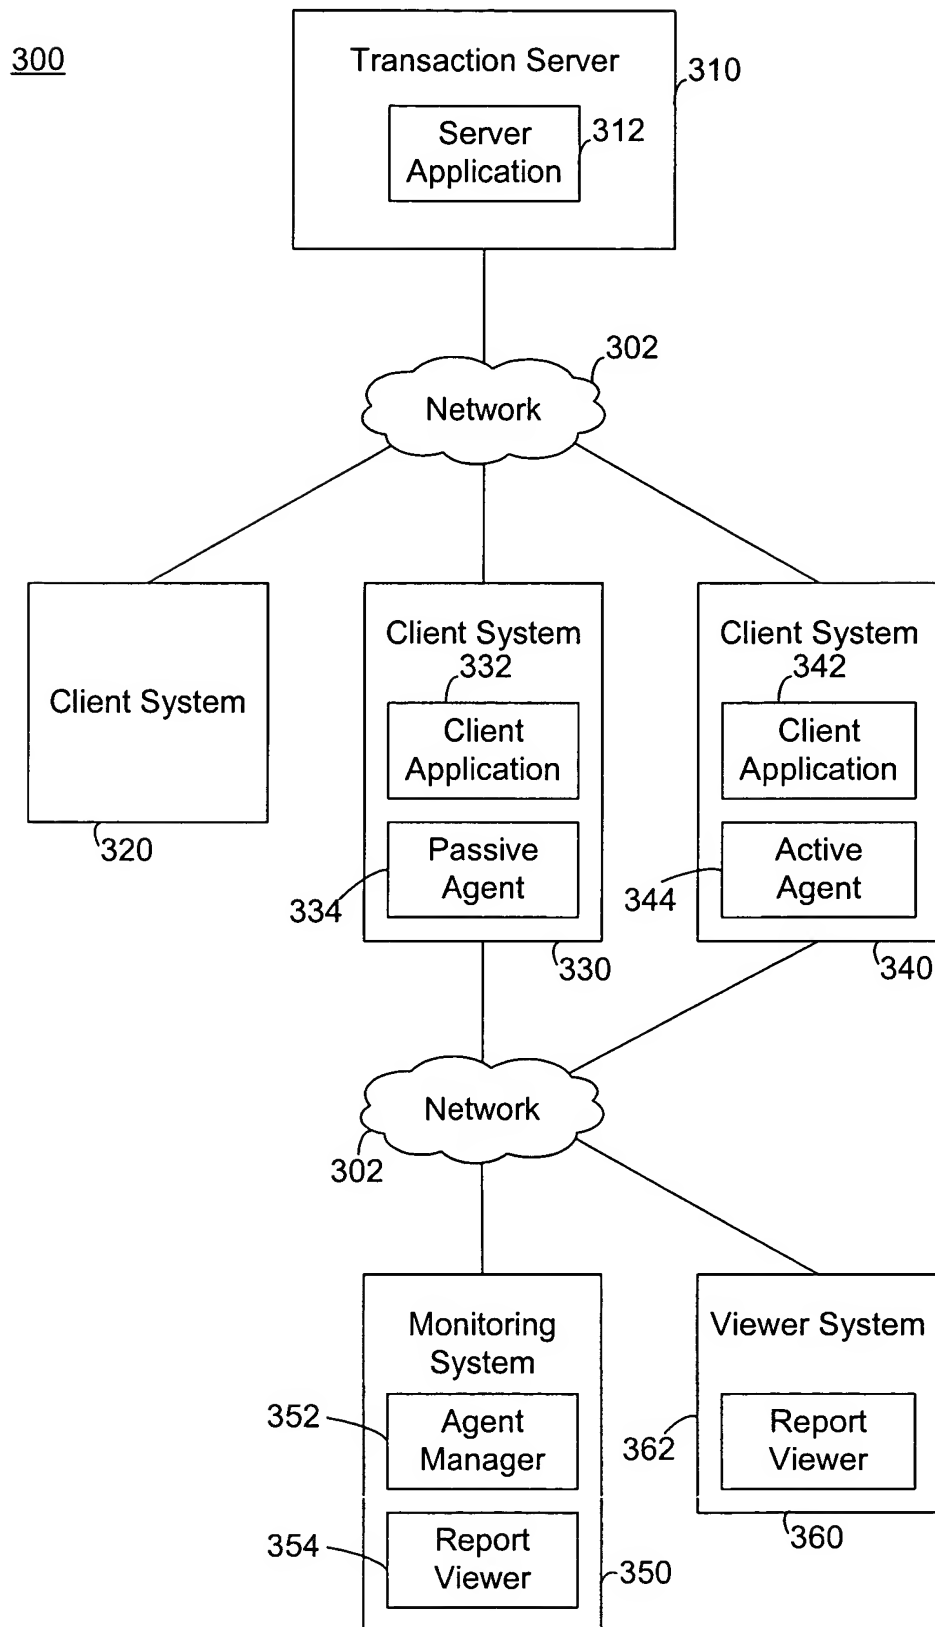 300
Transaction Server
310
Server
Application
312
302
Network
Client System
320
Client System
332
Client
Application
Passive
Agent
334
330
Client System
342
Client
Application
Active
Agent
344
340
Network
302
Monitoring
System
352
Agent
Manager
354
Report
Viewer
350
Viewer System
362
Report
Viewer
360